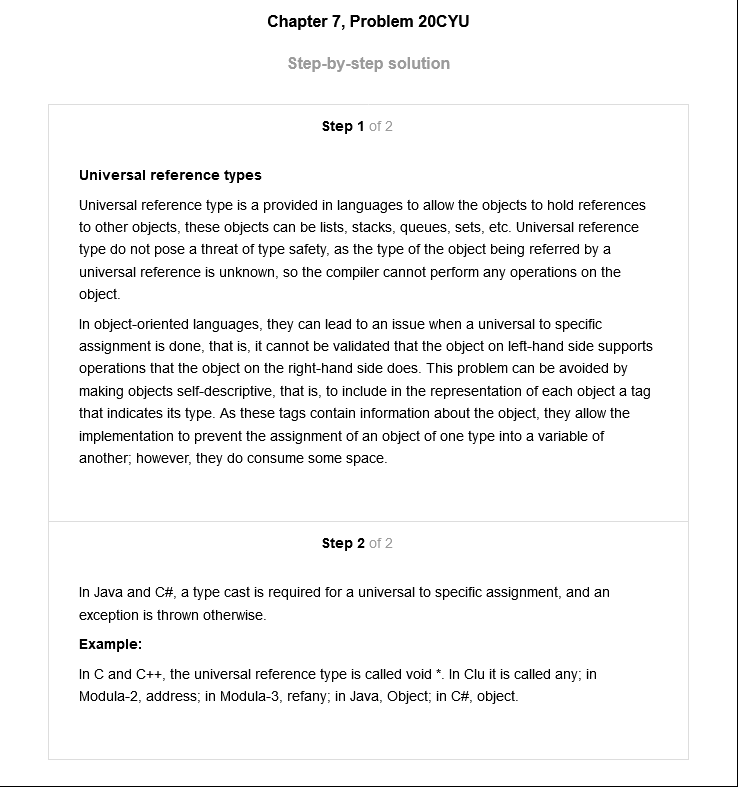 Chapter 7, Problem 20CYU
Step-by-step solution
Step 1 of 2
Universal reference types
Universal reference type is a provided in languages to allow the objects to hold references
to other objects, these objects can be lists, stacks, queues, sets, etc. Universal reference
type do not pose a threat of type safety, as the type of the object being referred by a
universal reference is unknown, so the compiler cannot perform any operations on the
object.
In object-oriented languages, they can lead to an issue when a universal to specific
assignment is done, that is, it cannot be validated that the object on left-hand side supports
operations that the object on the right-hand side does. This problem can be avoided by
making objects self-descriptive, that is, to include in the representation of each object a tag
that indicates its type. As these tags contain information about the object, they allow the
implementation to prevent the assignment of an object of one type into a variable of
another; however, they do consume some space.
Step 2 of 2
In Java and C#, a type cast is required for a universal to specific assignment, and an
exception is thrown otherwise.
Example:
In C and C++, the universal reference type is called void *. In Clu it is called any; in
Modula-2, address; in Modula-3, refany; in Java, Object; in C#, object.